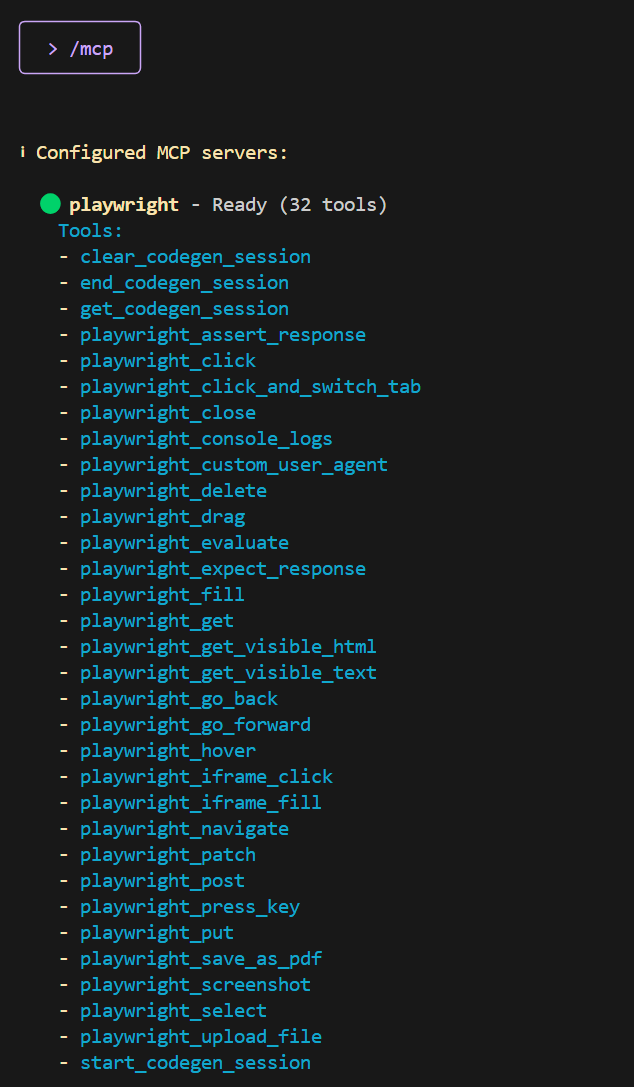 > /mcp
ℹ Configured MCP servers:
playwright - Ready (32 tools)
Tools:
- clear_codegen_session
- end_codegen_session
- get_codegen_session
- playwright_assert_response
- playwright_click
- playwright_click_and_switch_tab
- playwright_close
- playwright_console_logs
- playwright_custom_user_agent
- playwright_delete
- playwright_drag
- playwright_evaluate
- playwright_expect_response
- playwright_fill
- playwright_get
- playwright_get_visible_html
- playwright_get_visible_text
- playwright_go_back
- playwright_go_forward
- playwright_hover
- playwright_iframe_click
- playwright_iframe_fill
- playwright_navigate
- playwright_patch
- playwright_post
- playwright_press_key
- playwright_put
- playwright_save_as_pdf
- playwright_screenshot
- playwright_select
- playwright_upload_file
- start_codegen_session